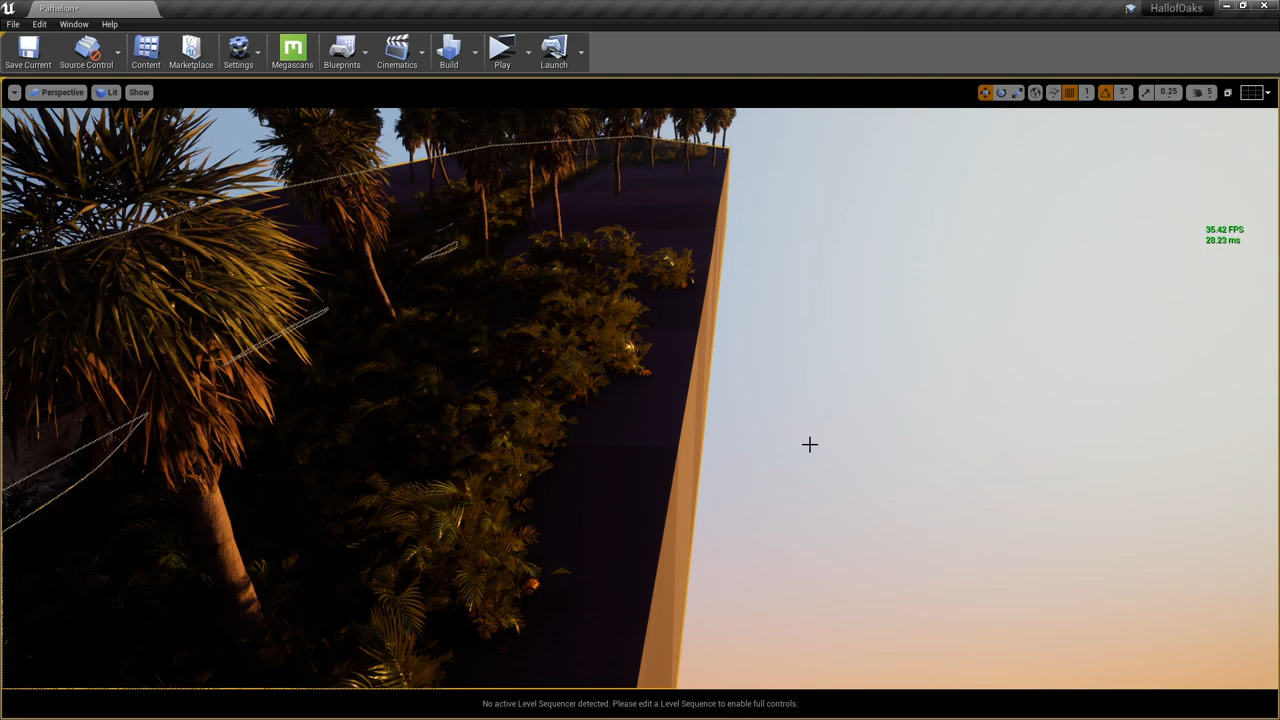 Parhelion*
HallofOaks
File Edit Window Help
Save Current Source Control Content Marketplace Settings Megascans Blueprints Cinematics Build Play Launch
Perspective Lit Show 1 5° 0.25 5
35.42 FPS
28.23 ms
No active Level Sequencer detected. Please edit a Level Sequence to enable full controls.